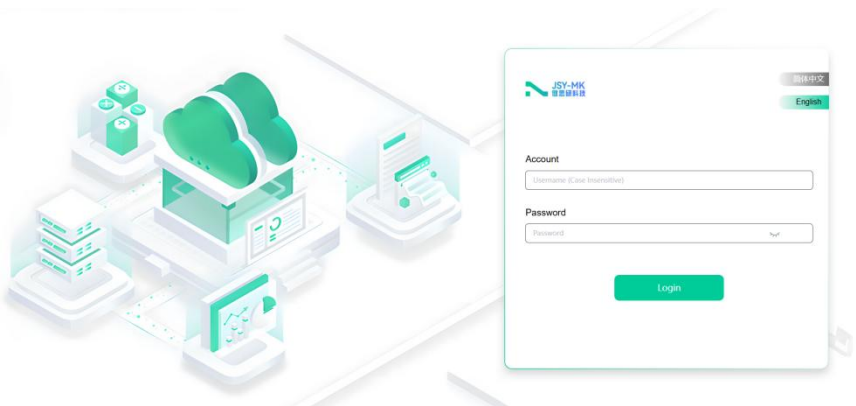 JSY-MK
简体中文
English
Account
Username (Case Insensitive)
Password
Password
Login